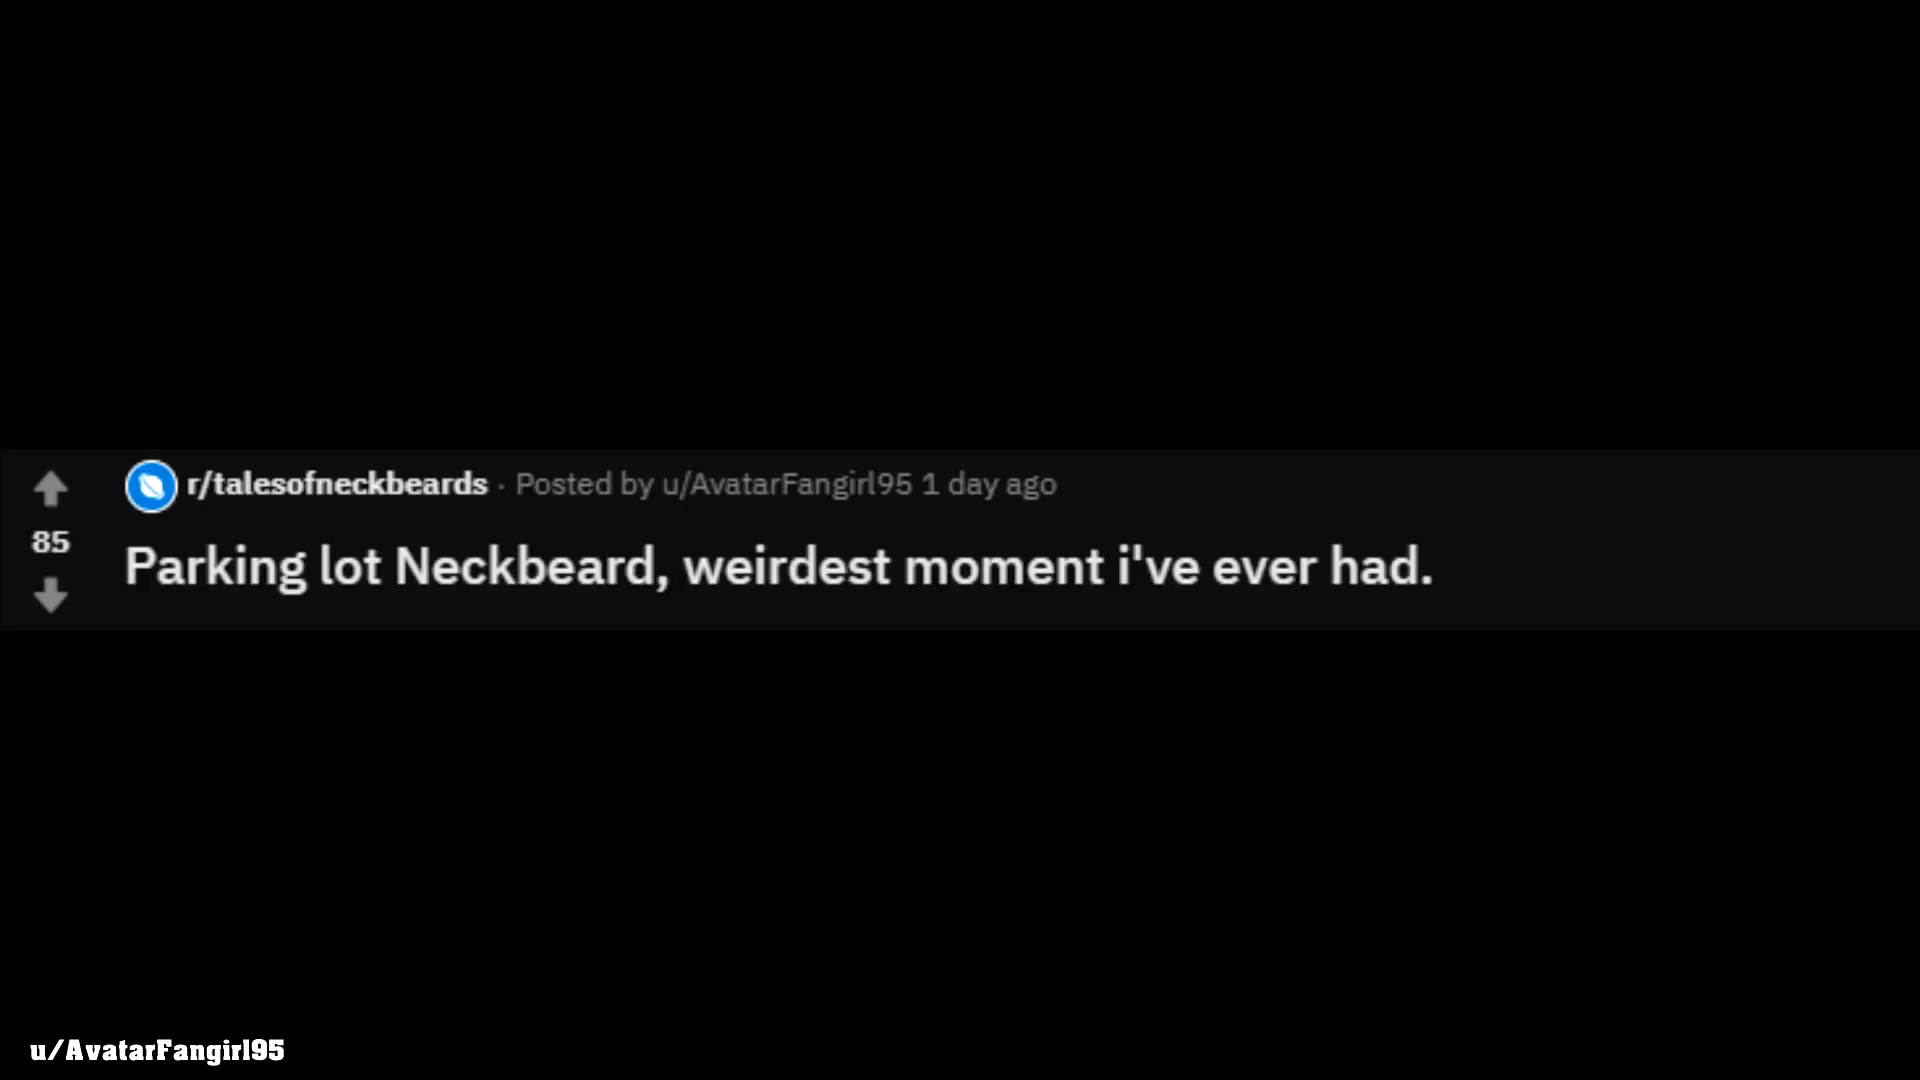 r/talesofneckbeards · Posted by u/AvatarFangirl95 1 day ago
85
Parking lot Neckbeard, weirdest moment i've ever had.
u/AvatarFangirl95